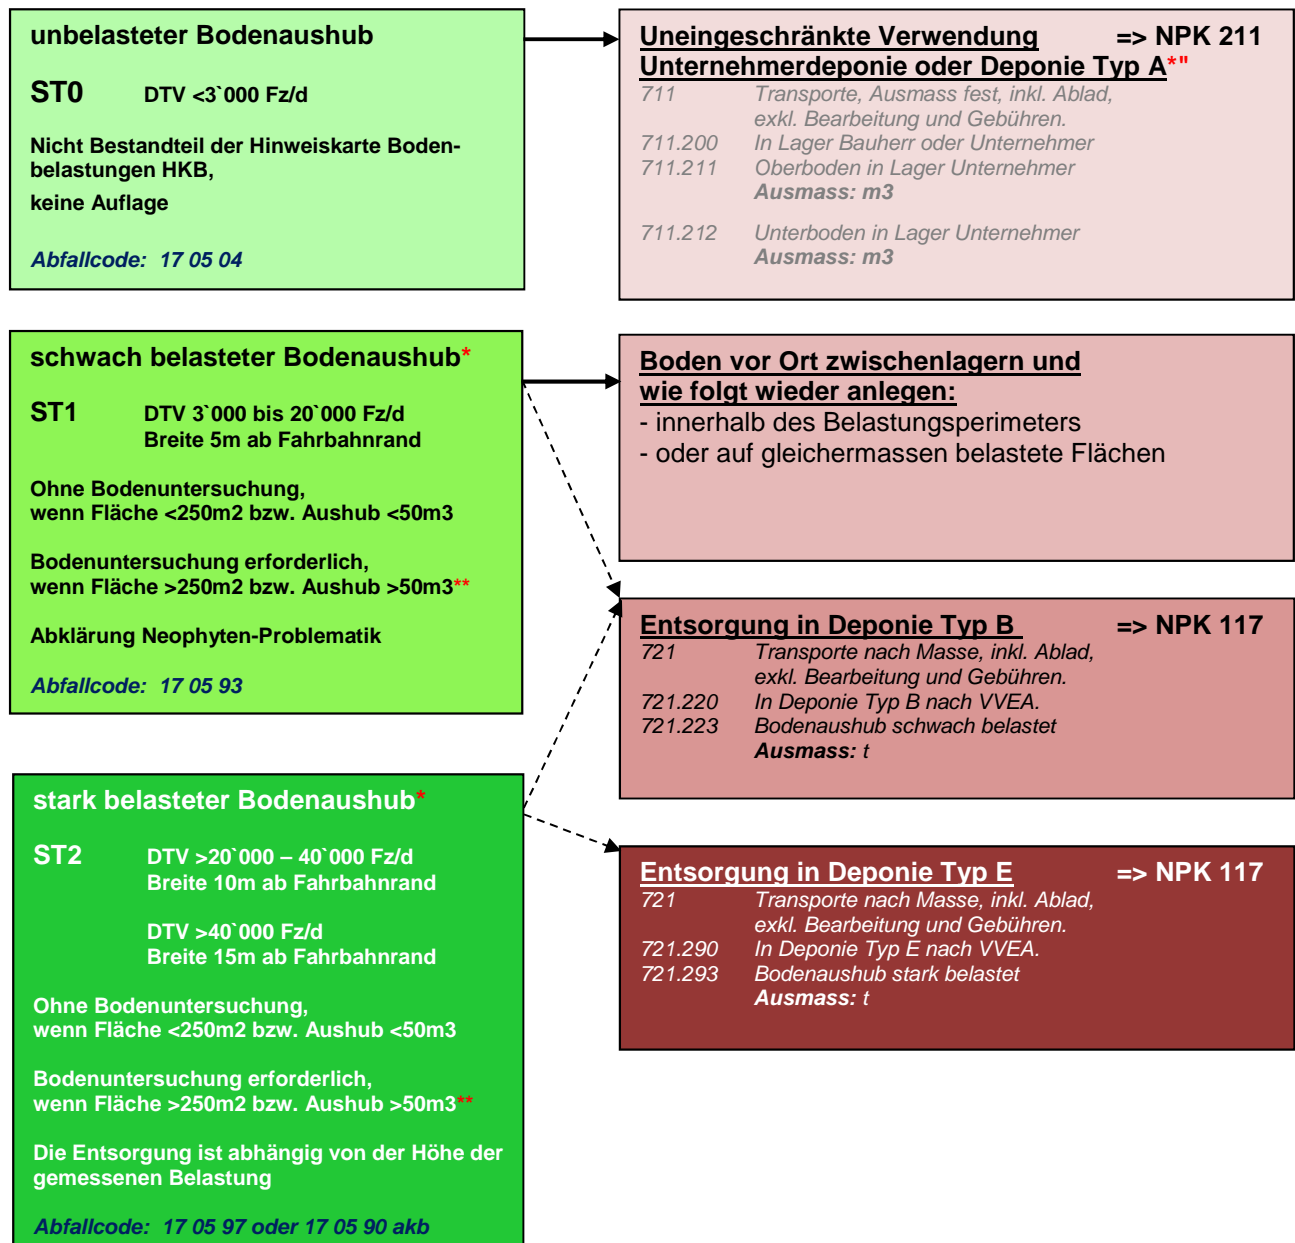 unbelasteter Bodenaushub
ST0 DTV <3`000 Fz/d
Nicht Bestandteil der Hinweiskarte Boden-
belastungen HKB,
keine Auflage
Abfallcode: 17 05 04
Uneingeschränkte Verwendung => NPK 211
Unternehmerdeponie oder Deponie Typ A*"
711 Transporte, Ausmass fest, inkl. Ablad,
exkl. Bearbeitung und Gebühren.
711.200 In Lager Bauherr oder Unternehmer
711.211 Oberboden in Lager Unternehmer
Ausmass: m3
711.212 Unterboden in Lager Unternehmer
Ausmass: m3
schwach belasteter Bodenaushub*
ST1 DTV 3`000 bis 20`000 Fz/d
Breite 5m ab Fahrbahnrand
Ohne Bodenuntersuchung,
wenn Fläche <250m2 bzw. Aushub <50m3
Bodenuntersuchung erforderlich,
wenn Fläche >250m2 bzw. Aushub >50m3**
Abklärung Neophyten-Problematik
Abfallcode: 17 05 93
Boden vor Ort zwischenlagern und
wie folgt wieder anlegen:
- innerhalb des Belastungsperimeters
- oder auf gleichermassen belastete Flächen
Entsorgung in Deponie Typ B => NPK 117
721 Transporte nach Masse, inkl. Ablad,
exkl. Bearbeitung und Gebühren.
721.220 In Deponie Typ B nach VVEA.
721.223 Bodenaushub schwach belastet
Ausmass: t
stark belasteter Bodenaushub*
ST2 DTV >20`000 – 40`000 Fz/d
Breite 10m ab Fahrbahnrand
DTV >40`000 Fz/d
Breite 15m ab Fahrbahnrand
Ohne Bodenuntersuchung,
wenn Fläche <250m2 bzw. Aushub <50m3
Bodenuntersuchung erforderlich,
wenn Fläche >250m2 bzw. Aushub >50m3**
Die Entsorgung ist abhängig von der Höhe der
gemessenen Belastung
Abfallcode: 17 05 97 oder 17 05 90 akb
Entsorgung in Deponie Typ E => NPK 117
721 Transporte nach Masse, inkl. Ablad,
exkl. Bearbeitung und Gebühren.
721.290 In Deponie Typ E nach VVEA.
721.293 Bodenaushub stark belastet
Ausmass: t